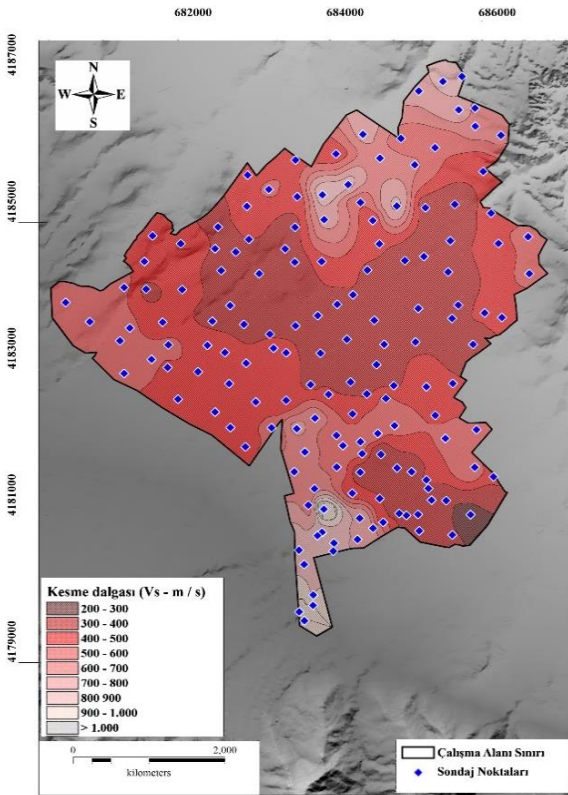 682000 684000 686000
4187000
4185000
4183000
4181000
4179000
N
W E
S
Kesme dalgası (Vs - m / s)
200 - 300
300 - 400
400 - 500
500 - 600
600 - 700
700 - 800
800 900
900 - 1.000
> 1.000
0 2,000
kilometers
Çalışma Alanı Sınırı
Sondaj Noktaları